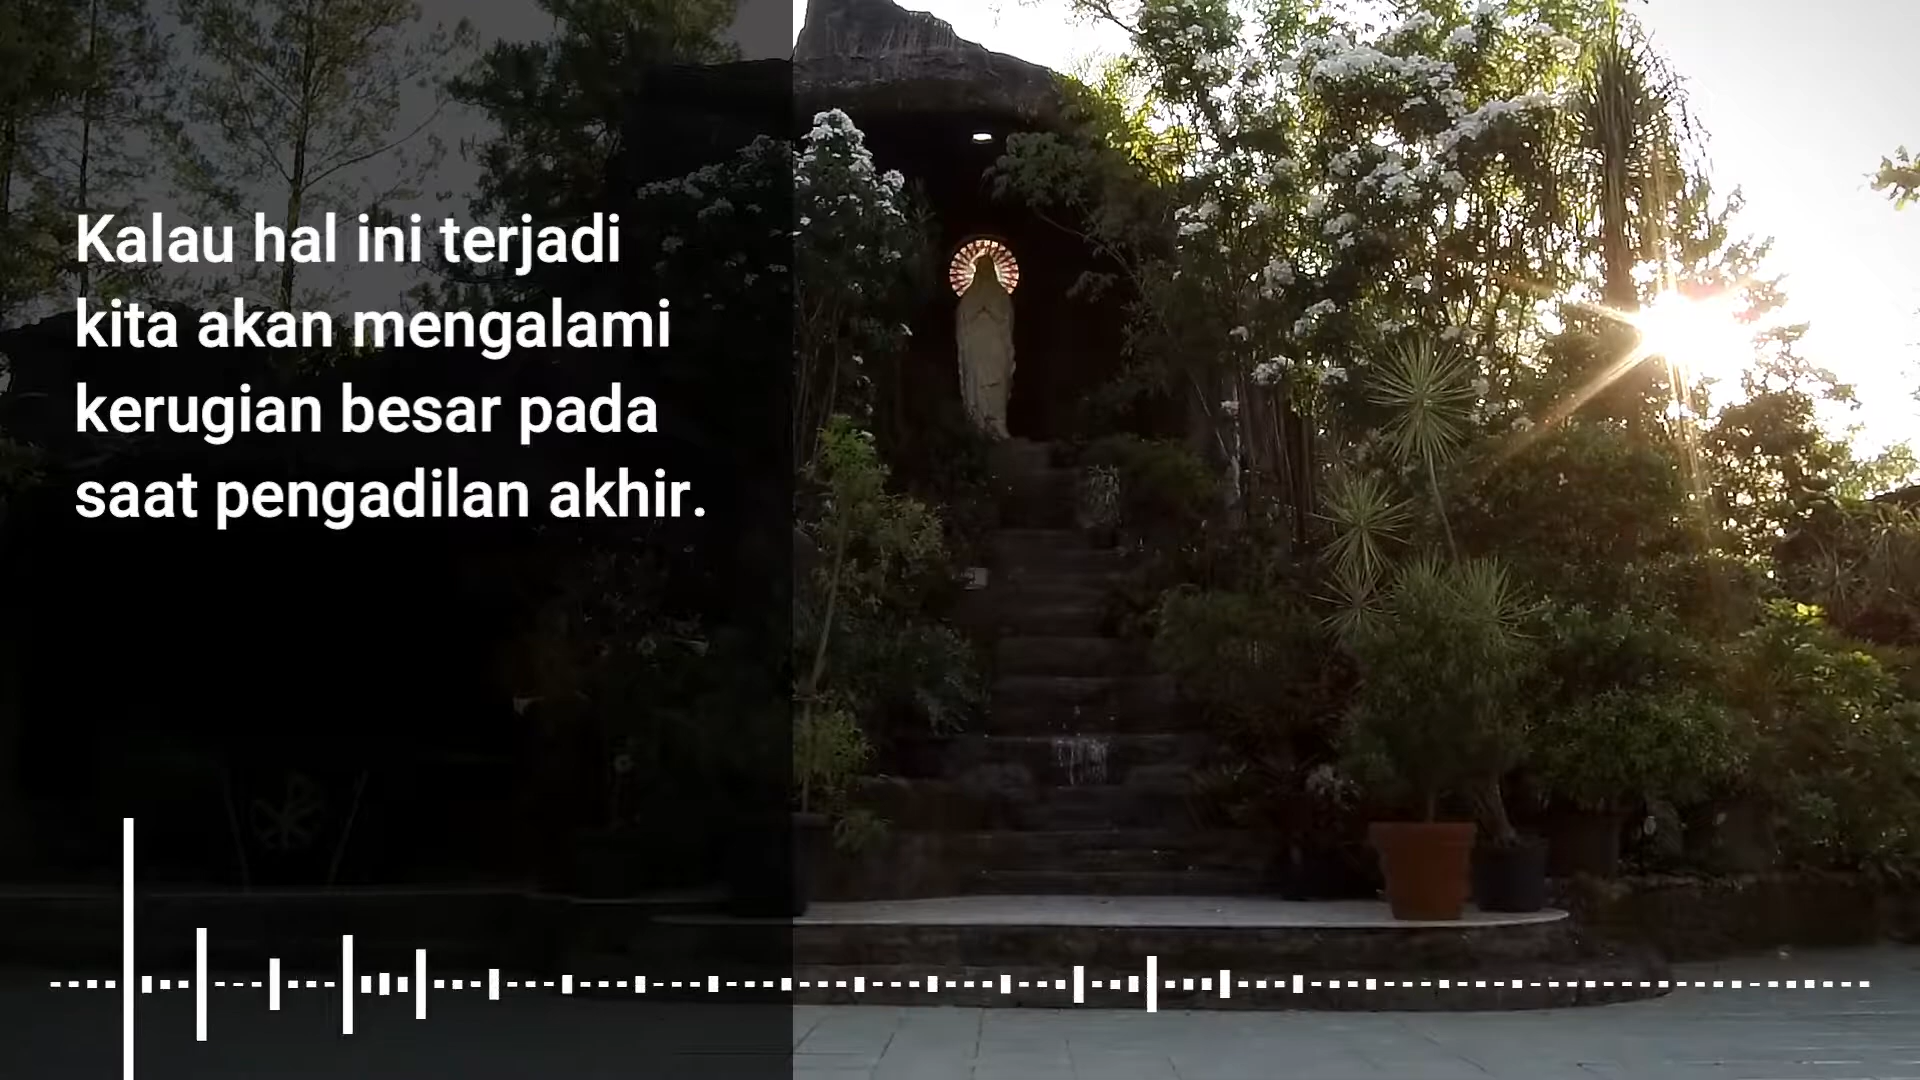 Kalau hal ini terjadi
kita akan mengalami
kerugian besar pada
saat pengadilan akhir.